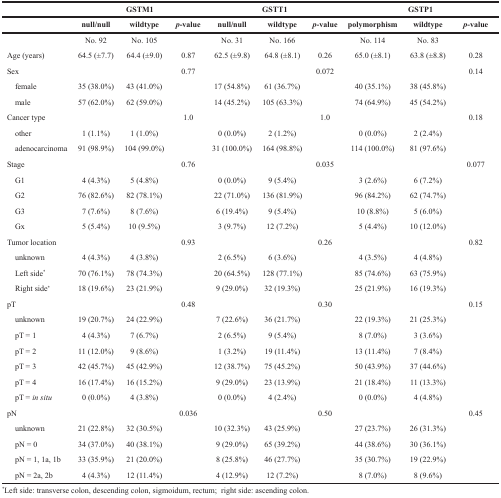 GSTM1 GSTT1 GSTP1
null/null wildtype p-value null/null wildtype p-value polymorphism wildtype p-value
No. 92 No. 105 No. 31 No. 166 No. 114 No. 83
Age (years) 64.5 (±7.7) 64.4 (±9.0) 0.87 62.5 (±9.8) 64.8 (±8.1) 0.26 65.0 (±8.1) 63.8 (±8.8) 0.28
Sex 0.77 0.072 0.14
female 35 (38.0%) 43 (41.0%) 17 (54.8%) 61 (36.7%) 40 (35.1%) 38 (45.8%)
male 57 (62.0%) 62 (59.0%) 14 (45.2%) 105 (63.3%) 74 (64.9%) 45 (54.2%)
Cancer type 1.0 1.0 0.18
other 1 (1.1%) 1 (1.0%) 0 (0.0%) 2 (1.2%) 0 (0.0%) 2 (2.4%)
adenocarcinoma 91 (98.9%) 104 (99.0%) 31 (100.0%) 164 (98.8%) 114 (100.0%) 81 (97.6%)
Stage 0.76 0.035 0.077
G1 4 (4.3%) 5 (4.8%) 0 (0.0%) 9 (5.4%) 3 (2.6%) 6 (7.2%)
G2 76 (82.6%) 82 (78.1%) 22 (71.0%) 136 (81.9%) 96 (84.2%) 62 (74.7%)
G3 7 (7.6%) 8 (7.6%) 6 (19.4%) 9 (5.4%) 10 (8.8%) 5 (6.0%)
Gx 5 (5.4%) 10 (9.5%) 3 (9.7%) 12 (7.2%) 5 (4.4%) 10 (12.0%)
Tumor location 0.93 0.26 0.82
unknown 4 (4.3%) 4 (3.8%) 2 (6.5%) 6 (3.6%) 4 (3.5%) 4 (4.8%)
Left side* 70 (76.1%) 78 (74.3%) 20 (64.5%) 128 (77.1%) 85 (74.6%) 63 (75.9%)
Right side* 18 (19.6%) 23 (21.9%) 9 (29.0%) 32 (19.3%) 25 (21.9%) 16 (19.3%)
pT 0.48 0.30 0.15
unknown 19 (20.7%) 24 (22.9%) 7 (22.6%) 36 (21.7%) 22 (19.3%) 21 (25.3%)
pT = 1 4 (4.3%) 7 (6.7%) 2 (6.5%) 9 (5.4%) 8 (7.0%) 3 (3.6%)
pT = 2 11 (12.0%) 9 (8.6%) 1 (3.2%) 19 (11.4%) 13 (11.4%) 7 (8.4%)
pT = 3 42 (45.7%) 45 (42.9%) 12 (38.7%) 75 (45.2%) 50 (43.9%) 37 (44.6%)
pT = 4 16 (17.4%) 16 (15.2%) 9 (29.0%) 23 (13.9%) 21 (18.4%) 11 (13.3%)
pT = in situ 0 (0.0%) 4 (3.8%) 0 (0.0%) 4 (2.4%) 0 (0.0%) 4 (4.8%)
pN 0.036 0.50 0.45
unknown 21 (22.8%) 32 (30.5%) 10 (32.3%) 43 (25.9%) 27 (23.7%) 26 (31.3%)
pN = 0 34 (37.0%) 40 (38.1%) 9 (29.0%) 65 (39.2%) 44 (38.6%) 30 (36.1%)
pN = 1, 1a, 1b 33 (35.9%) 21 (20.0%) 8 (25.8%) 46 (27.7%) 35 (30.7%) 19 (22.9%)
pN = 2a, 2b 4 (4.3%) 12 (11.4%) 4 (12.9%) 12 (7.2%) 8 (7.0%) 8 (9.6%)
*Left side: transverse colon, descending colon, sigmoidum, rectum; right side: ascending colon.